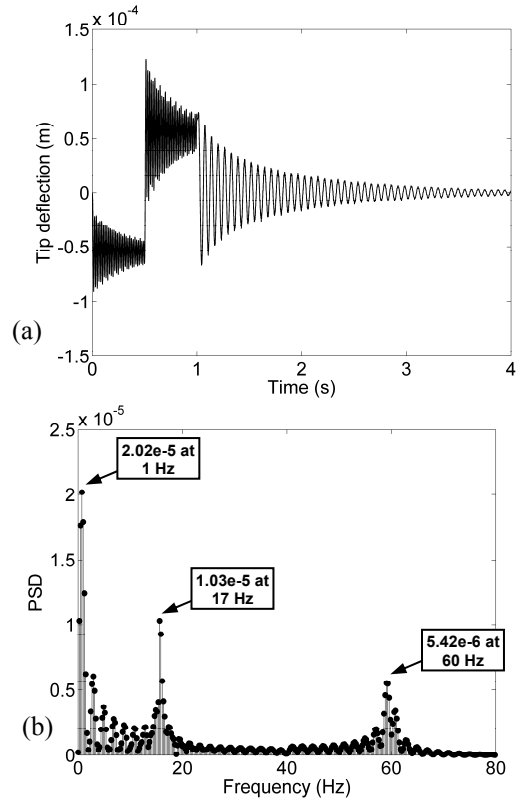 x 10⁻⁴
1.5
1
0.5
0
-0.5
-1
-1.5
Tip deflection (m)
0 1 2 3 4
Time (s)
(a)
x 10⁻⁵
2.5
2
1.5
1
0.5
0
PSD
2.02e-5 at
1 Hz
1.03e-5 at
17 Hz
5.42e-6 at
60 Hz
0 20 40 60 80
Frequency (Hz)
(b)